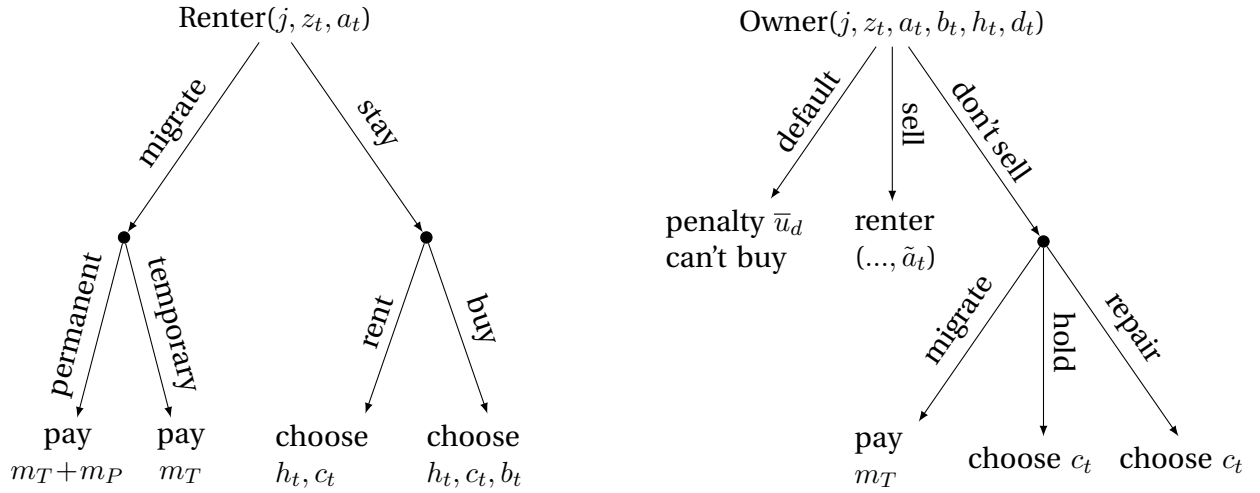 Renter(j, z_t, a_t)
migrate
stay
permanent
temporary
rent
buy
pay
m_T + m_P
pay
m_T
choose
h_t, c_t
choose
h_t, c_t, b_t
Owner(j, z_t, a_t, b_t, h_t, d_t)
default
sell
don't sell
penalty u̅_d
can't buy
renter
(..., ã_t)
migrate
hold
repair
pay
m_T
choose c_t
choose c_t